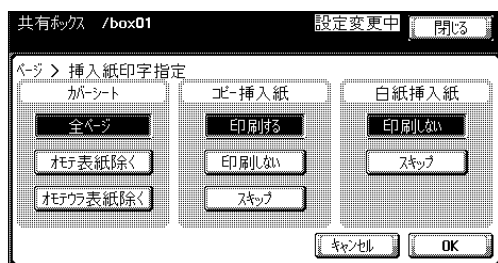 共有ボックス /box01 設定変更中 閉じる
ページ > 挿入紙印字指定
カバーシート コピー挿入紙 白紙挿入紙
全ページ 印刷する 印刷しない
オモテ表紙除く 印刷しない スキップ
オモテウラ表紙除く スキップ
キャンセル OK